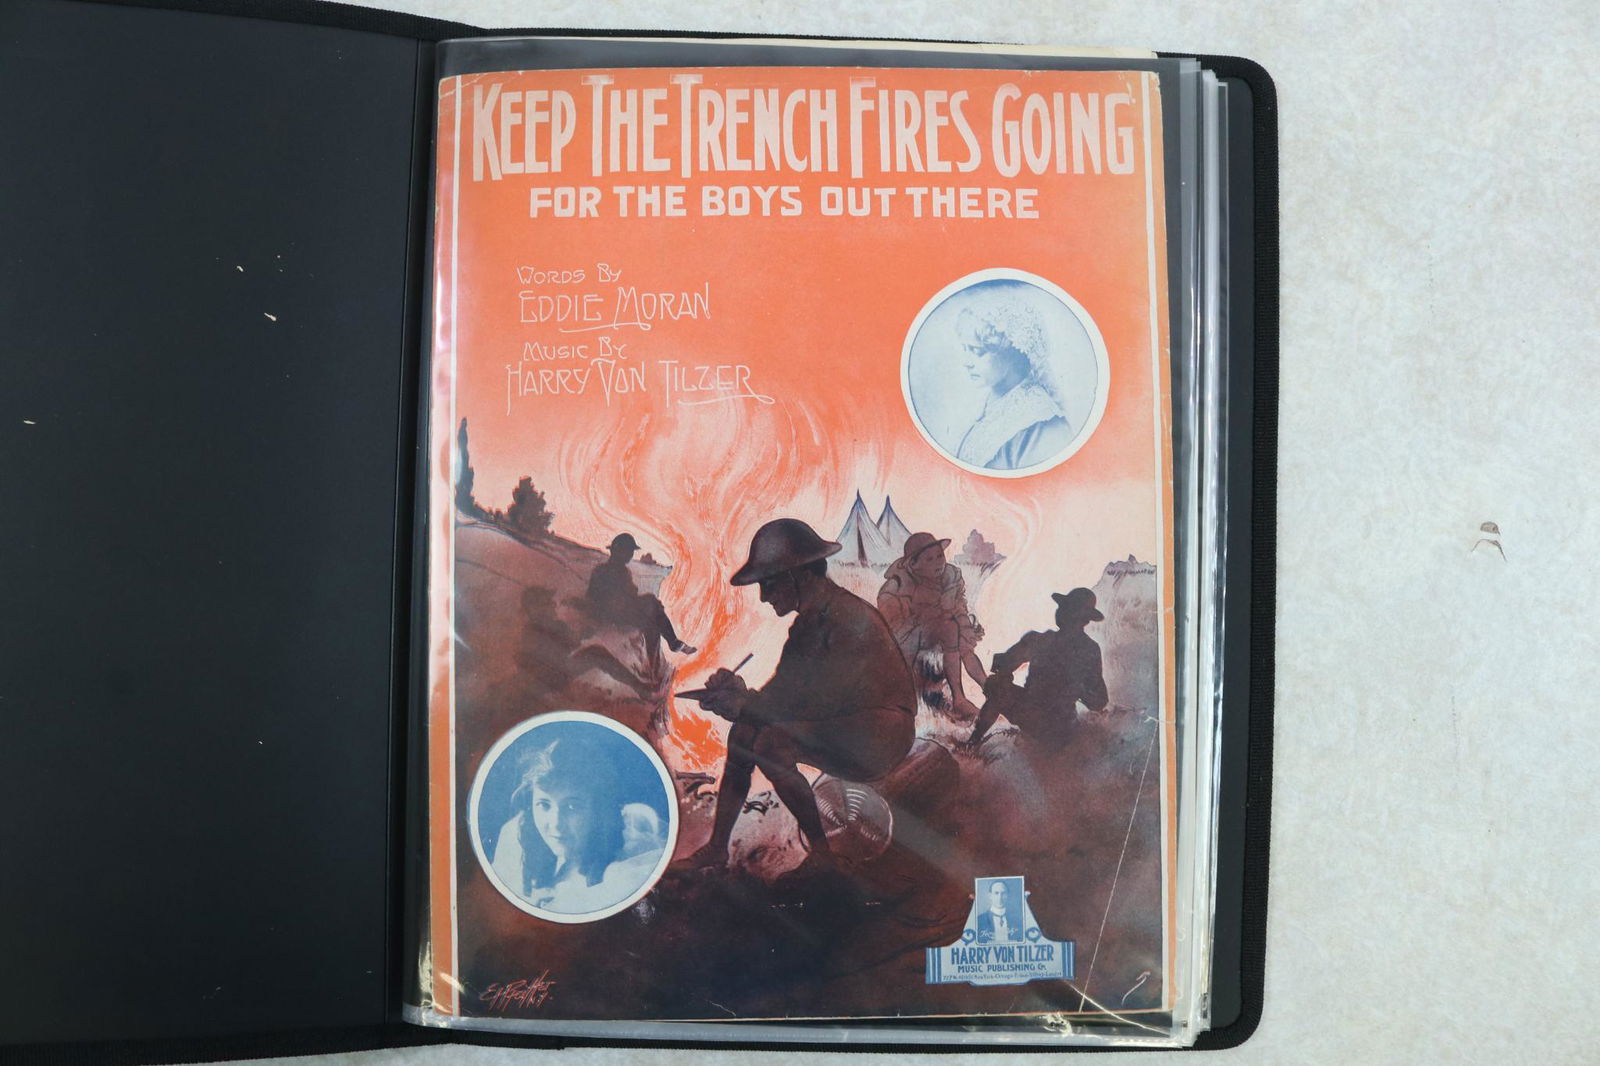 KEEP THE TRENCH FIRES GOING
FOR THE BOYS OUT THERE
WORDS BY
EDDIE MORAN
MUSIC BY
HARRY VON TILZER
HARRY VON TILZER
MUSIC PUBLISHING Co.